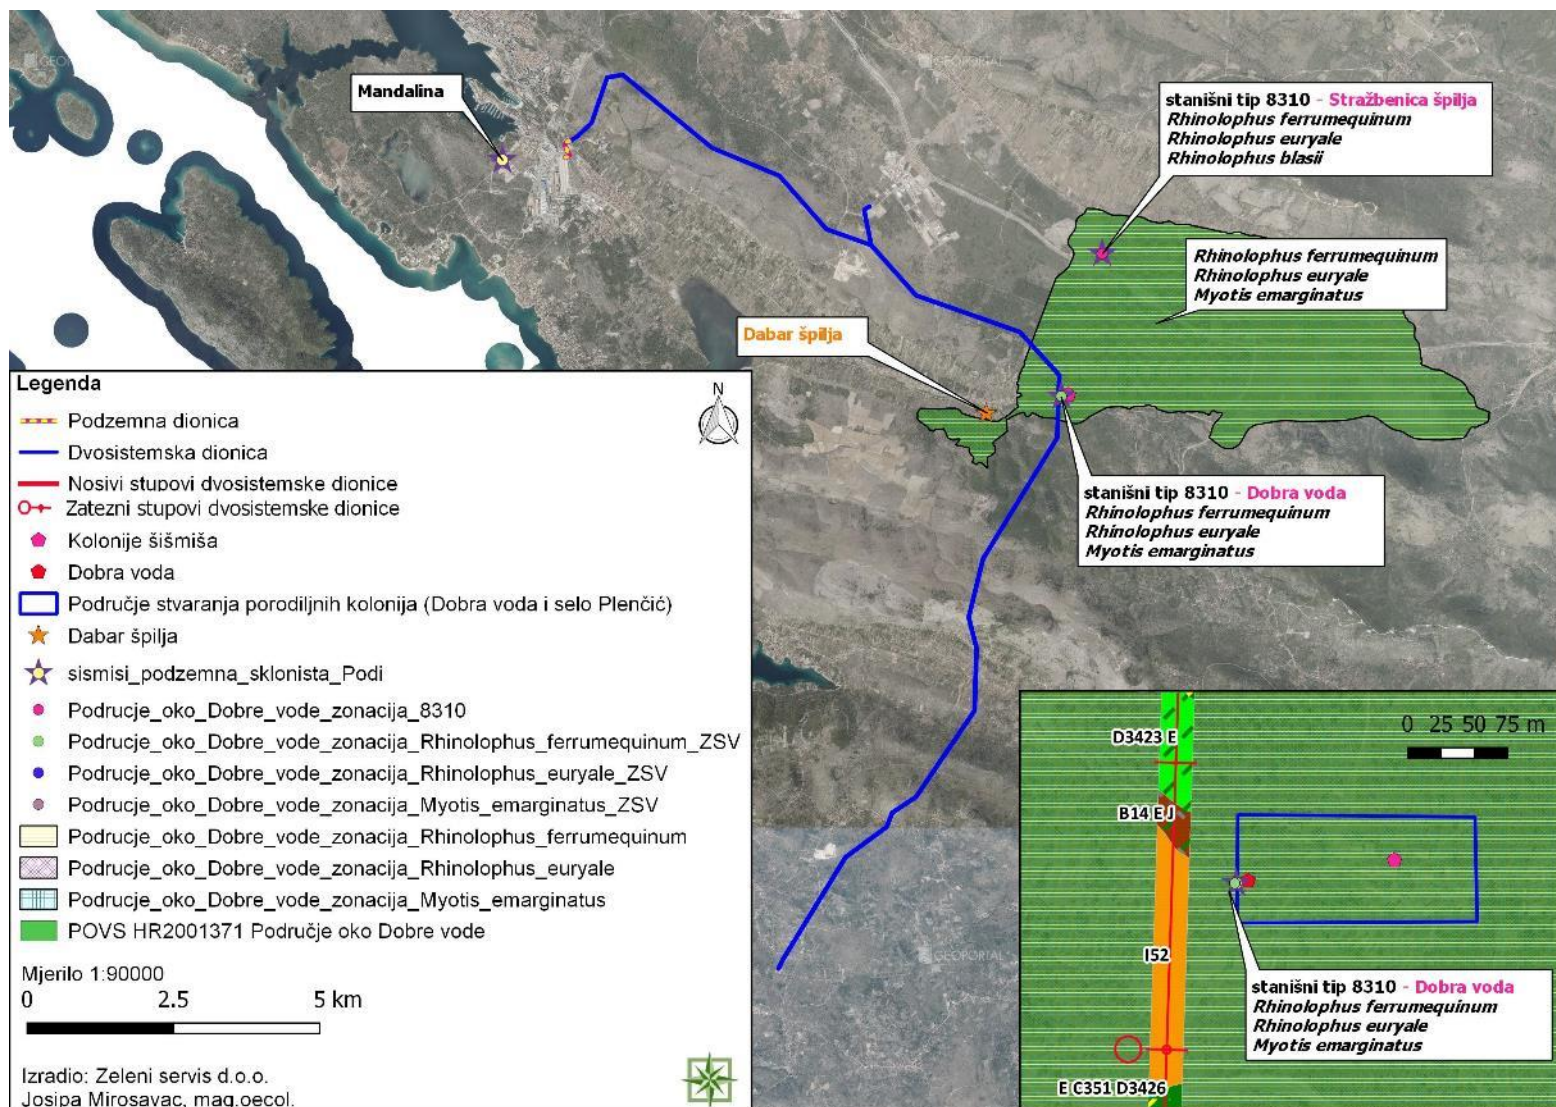 GEOPORTAL
GEOPORTAL
Mandalina
stanišni tip 8310 - Stražbenica špilja
Rhinolophus ferrumequinum
Rhinolophus euryale
Rhinolophus blasii
Rhinolophus ferrumequinum
Rhinolophus euryale
Myotis emarginatus
Dabar špilja
stanišni tip 8310 - Dobra voda
Rhinolophus ferrumequinum
Rhinolophus euryale
Myotis emarginatus
Legenda
N
Podzemna dionica
Dvosistemska dionica
Nosivi stupovi dvosistemske dionice
Zatezni stupovi dvosistemske dionice
Kolonije šišmiša
Dobra voda
Područje stvaranja porodiljnih kolonija (Dobra voda i selo Plenčić)
Dabar špilja
sismisi_podzemna_sklonista_Podi
Podrucje_oko_Dobre_vode_zonacija_8310
Podrucje_oko_Dobre_vode_zonacija_Rhinolophus_ferrumequinum_ZSV
Podrucje_oko_Dobre_vode_zonacija_Rhinolophus_euryale_ZSV
Podrucje_oko_Dobre_vode_zonacija_Myotis_emarginatus_ZSV
Podrucje_oko_Dobre_vode_zonacija_Rhinolophus_ferrumequinum
Podrucje_oko_Dobre_vode_zonacija_Rhinolophus_euryale
Podrucje_oko_Dobre_vode_zonacija_Myotis_emarginatus
POVS HR2001371 Područje oko Dobre vode
Mjerilo 1:90000
0 2.5 5 km
Izradio: Zeleni servis d.o.o.
Josipa Mirosavac, mag.oecol.
0 25 50 75 m
D3423 E
B14 E J
I52
E C351 D3426
GEOPORTAL
stanišni tip 8310 - Dobra voda
Rhinolophus ferrumequinum
Rhinolophus euryale
Myotis emarginatus